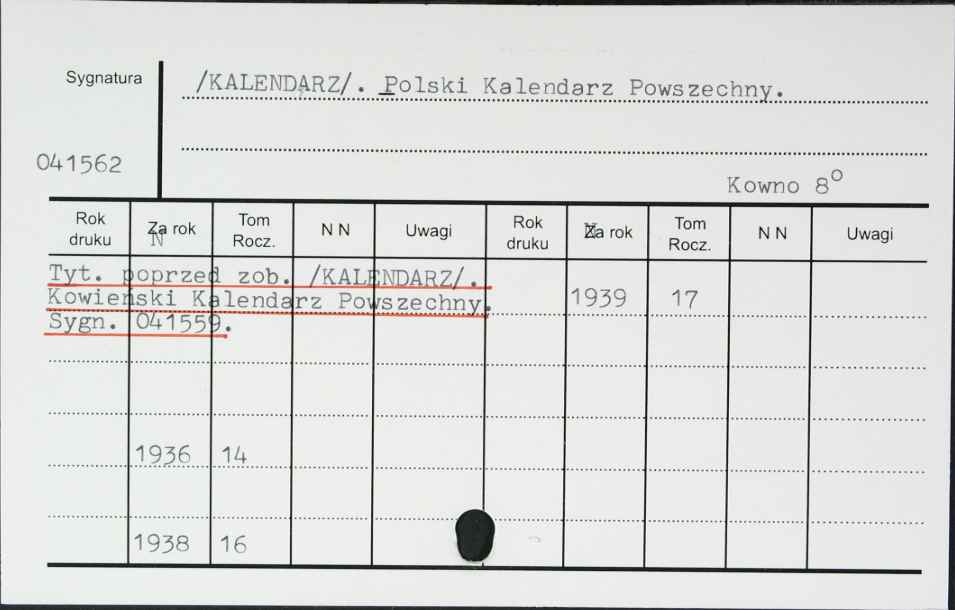 Sygnatura
/KALENDARZ/. Polski Kalendarz Powszechny.
041562
Kowno 8°
Rok druku Za rok Tom Rocz. N N Uwagi Rok druku Za rok Tom Rocz. N N Uwagi
Tyt. poprzed zob. /KALENDARZ/.
Kowieński Kalendarz Powszechny. 1939 17
Sygn. 041559.
1936 14
1938 16